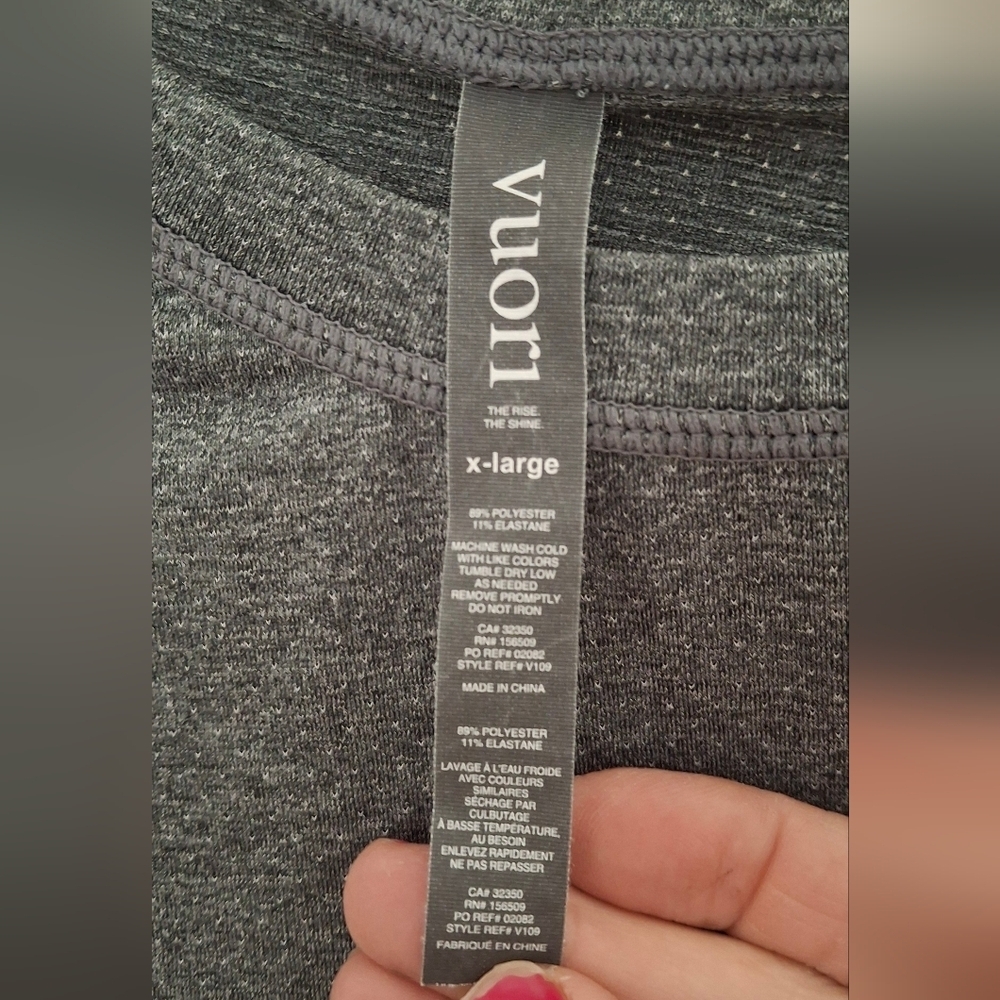 vuori
THE RISE.
THE SHINE.
x-large
89% POLYESTER
11% ELASTANE
MACHINE WASH COLD
WITH LIKE COLORS
TUMBLE DRY LOW
AS NEEDED
REMOVE PROMPTLY
DO NOT IRON
CA# 32350
RN# 156509
PO REF# 02082
STYLE REF# V109
MADE IN CHINA
89% POLYESTER
11% ELASTANE
LAVAGE À L'EAU FROIDE
AVEC COULEURS
SIMILAIRES
SÉCHAGE PAR
CULBUTAGE
À BASSE TEMPÉRATURE,
AU BESOIN
ENLEVEZ RAPIDEMENT
NE PAS REPASSER
CA# 32350
RN# 156509
PO REF# 02082
STYLE REF# V109
FABRIQUÉ EN CHINE